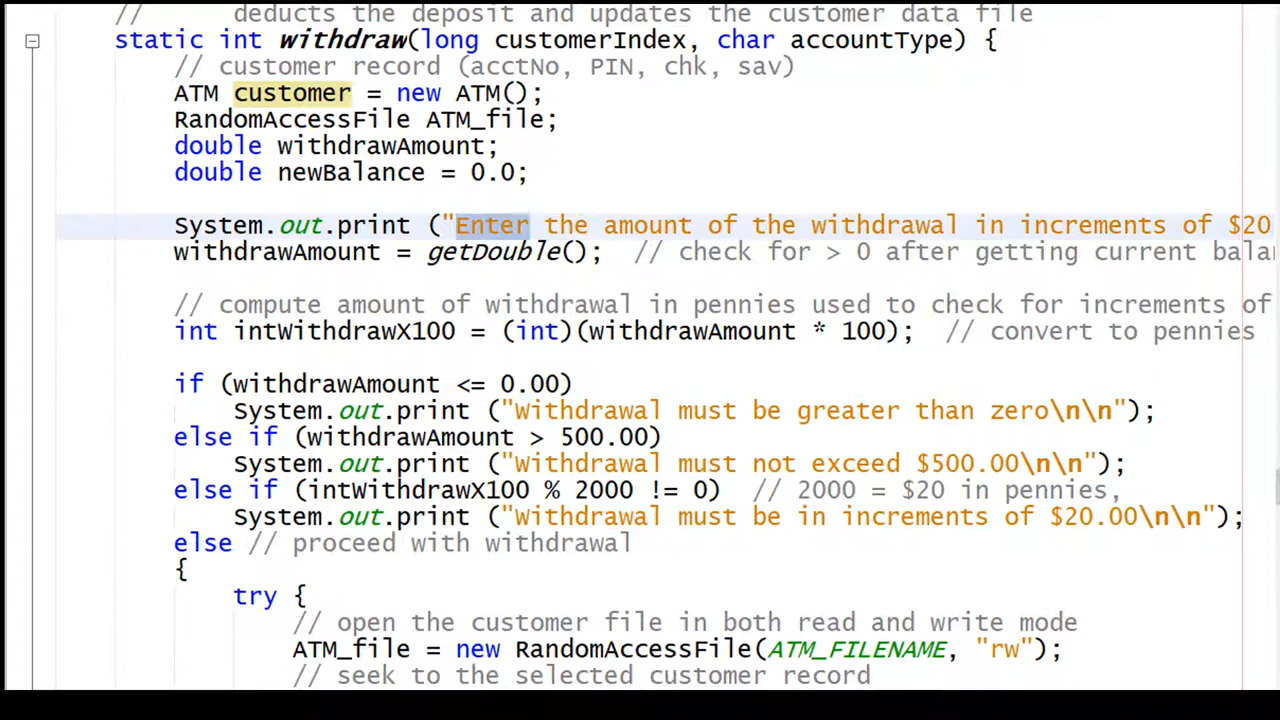 //        deducts the deposit and updates the customer data file
static int withdraw(long customerIndex, char accountType) {
// customer record (acctNo, PIN, chk, sav)
ATM customer = new ATM();
RandomAccessFile ATM_file;
double withdrawAmount;
double newBalance = 0.0;
System.out.print ("Enter the amount of the withdrawal in increments of $20
withdrawAmount = getDouble();  // check for > 0 after getting current balan
// compute amount of withdrawal in pennies used to check for increments of
int intWithdrawX100 = (int)(withdrawAmount * 100);  // convert to pennies
if (withdrawAmount <= 0.00)
System.out.print ("Withdrawal must be greater than zero\n\n");
else if (withdrawAmount > 500.00)
System.out.print ("Withdrawal must not exceed $500.00\n\n");
else if (intWithdrawX100 % 2000 != 0)  // 2000 = $20 in pennies,
System.out.print ("Withdrawal must be in increments of $20.00\n\n");
else // proceed with withdrawal
{
try {
// open the customer file in both read and write mode
ATM_file = new RandomAccessFile(ATM_FILENAME, "rw");
// seek to the selected customer record